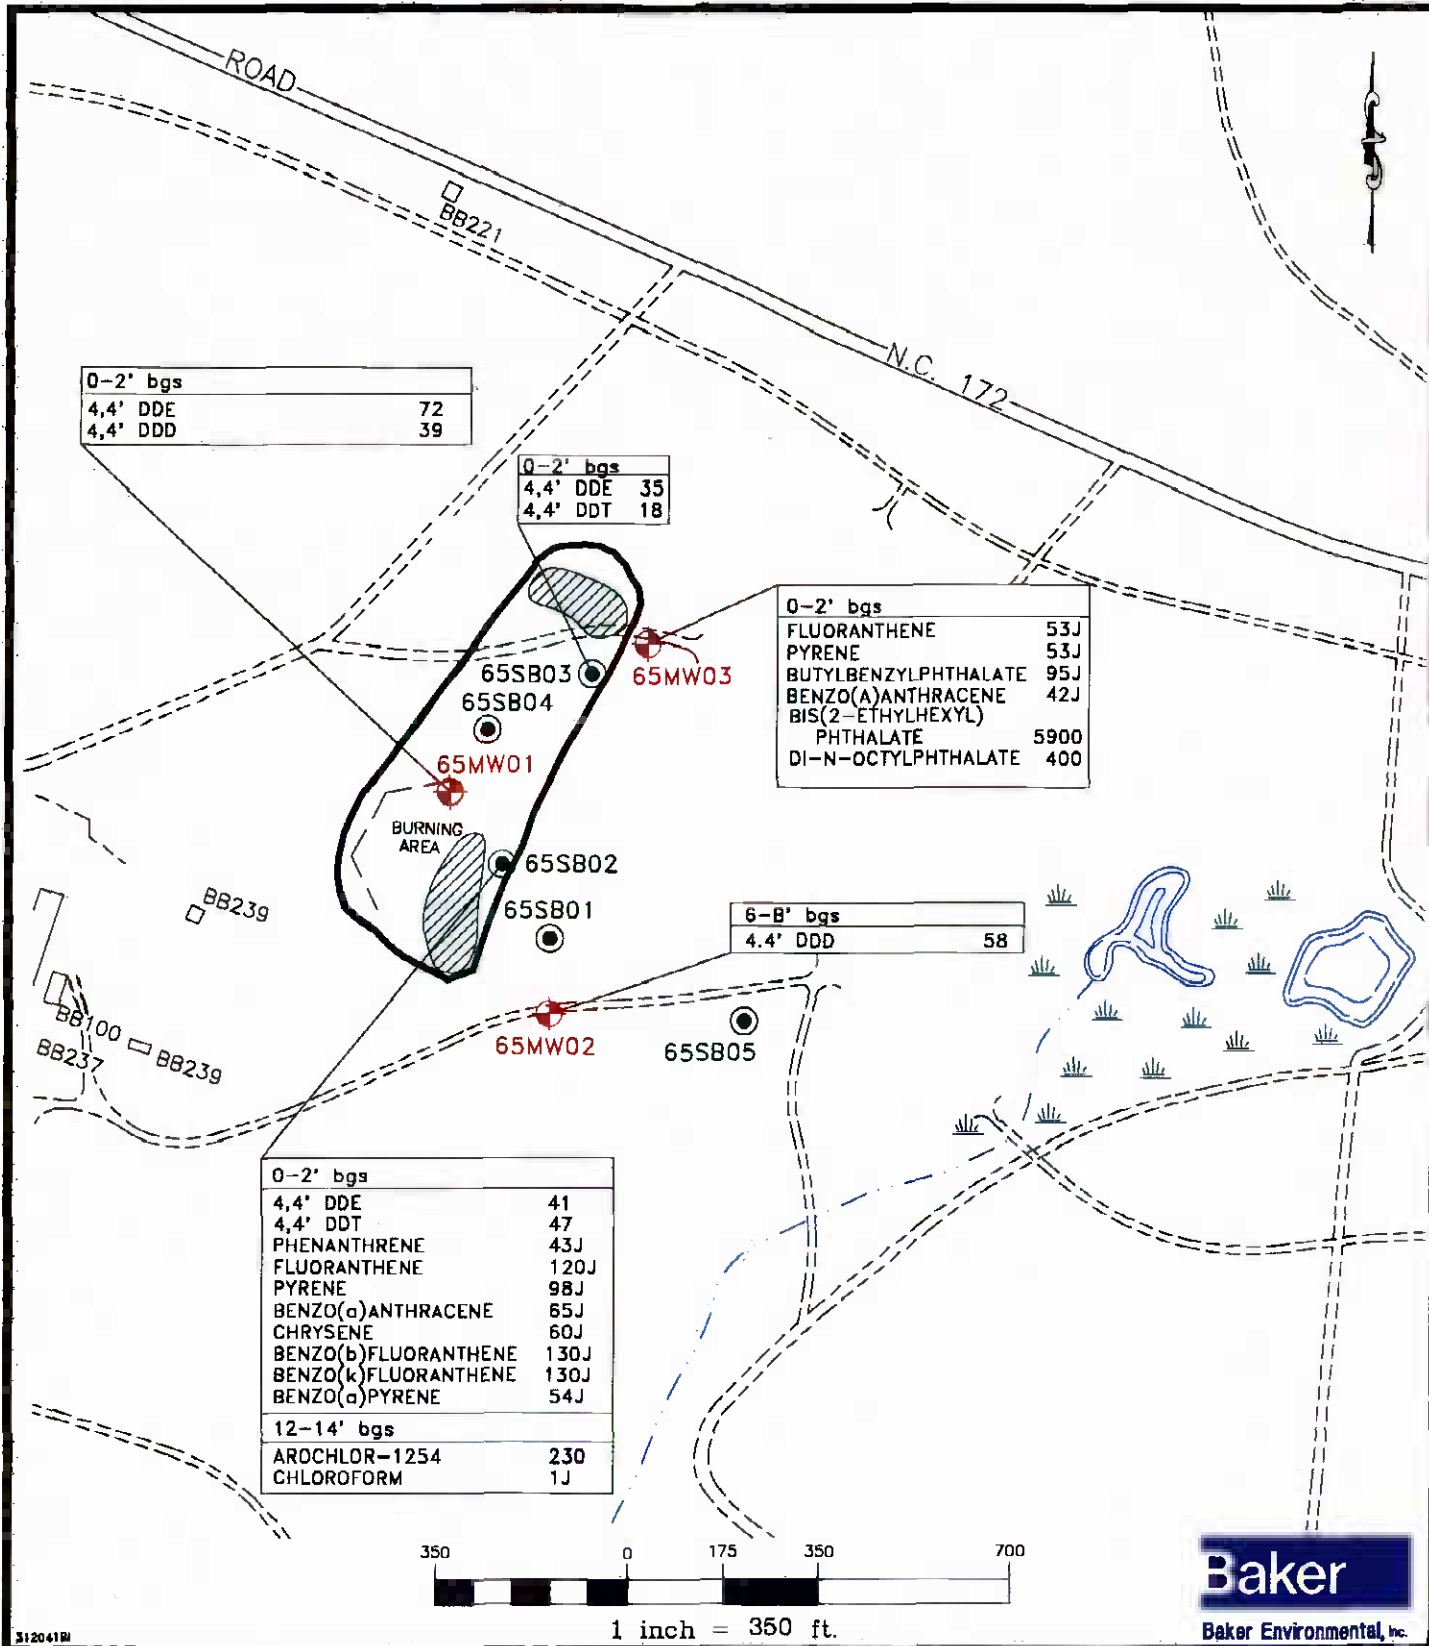 ROAD
BB221
N.C. 172
0-2' bgs
4,4' DDE 72
4,4' DDD 39
0-2' bgs
4,4' DDE 35
4,4' DDT 18
0-2' bgs
FLUORANTHENE 53J
PYRENE 53J
BUTYLBENZYLPHTHALATE 95J
BENZO(A)ANTHRACENE 42J
BIS(2-ETHYLHEXYL)
PHTHALATE 5900
DI-N-OCTYLPHTHALATE 400
65SB03
65MW03
65SB04
65MW01
BURNING
AREA
65SB02
BB239
65SB01
6-8' bgs
4.4' DDD 58
BB100
BB237
BB239
65MW02
65SB05
0-2' bgs
4,4' DDE 41
4,4' DDT 47
PHENANTHRENE 43J
FLUORANTHENE 120J
PYRENE 98J
BENZO(a)ANTHRACENE 65J
CHRYSENE 60J
BENZO(b)FLUORANTHENE 130J
BENZO(k)FLUORANTHENE 130J
BENZO(a)PYRENE 54J
12-14' bgs
AROCHLOR-1254 230
CHLOROFORM 1J
350 0 175 350 700
1 inch = 350 ft.
Baker
Baker Environmental, Inc.